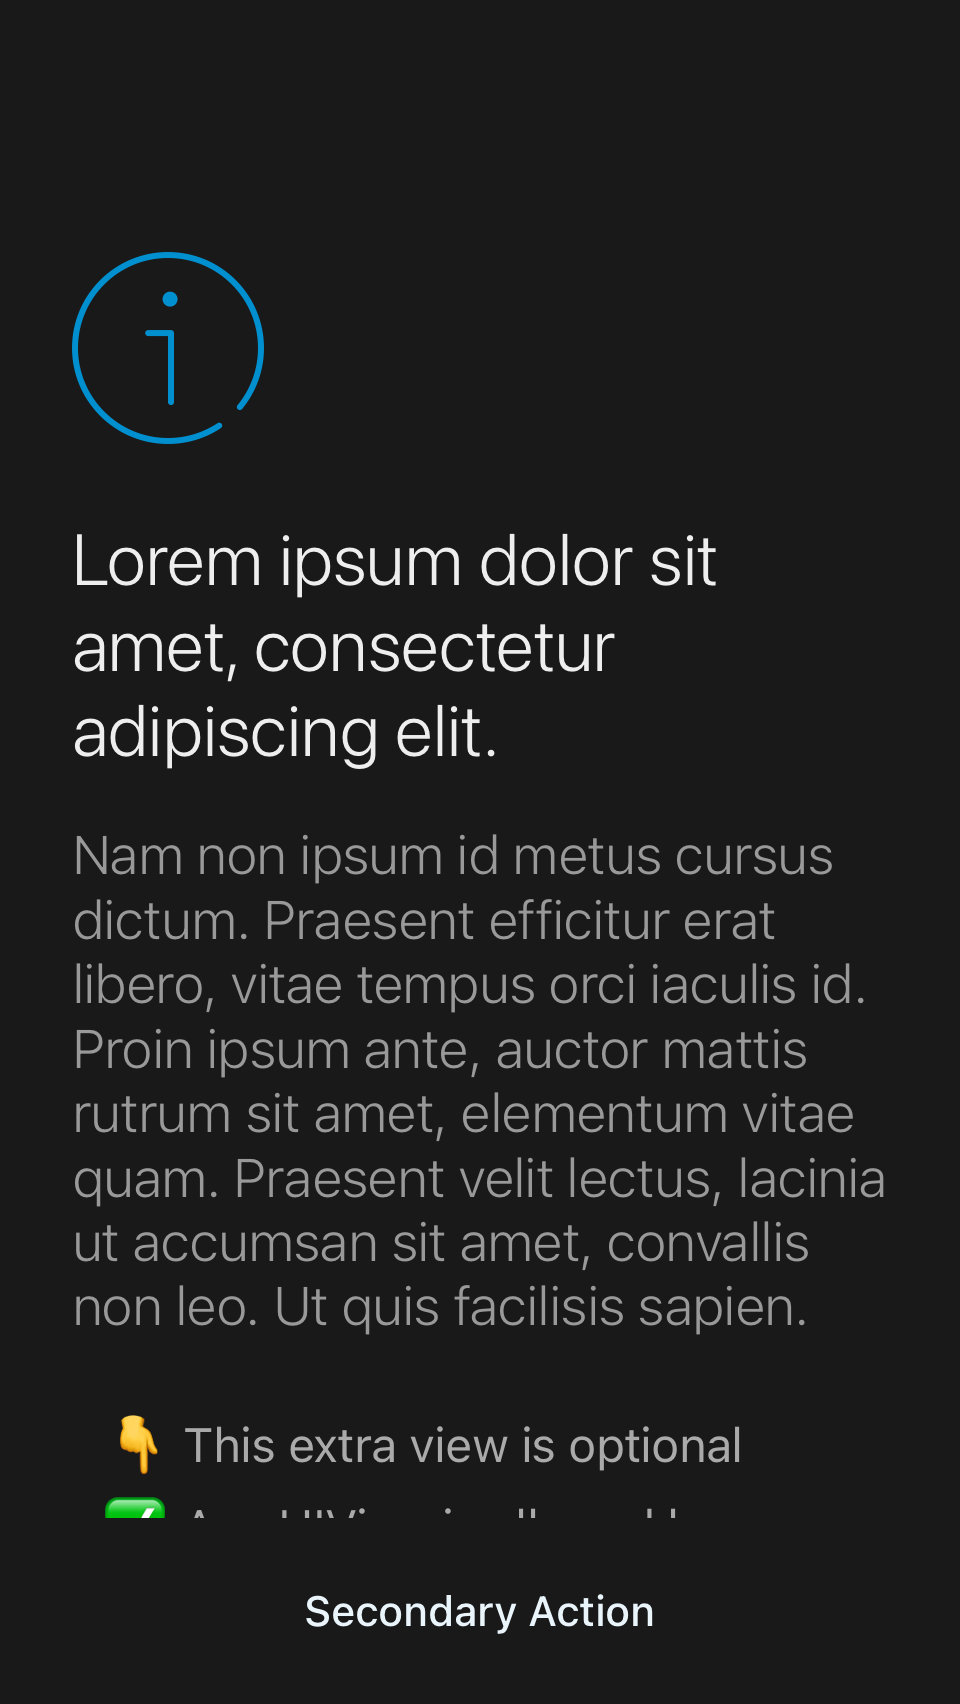 Lorem ipsum dolor sit
amet, consectetur
adipiscing elit.
Nam non ipsum id metus cursus
dictum. Praesent efficitur erat
libero, vitae tempus orci iaculis id.
Proin ipsum ante, auctor mattis
rutrum sit amet, elementum vitae
quam. Praesent velit lectus, lacinia
ut accumsan sit amet, convallis
non leo. Ut quis facilisis sapien.
👇 This extra view is optional
Secondary Action